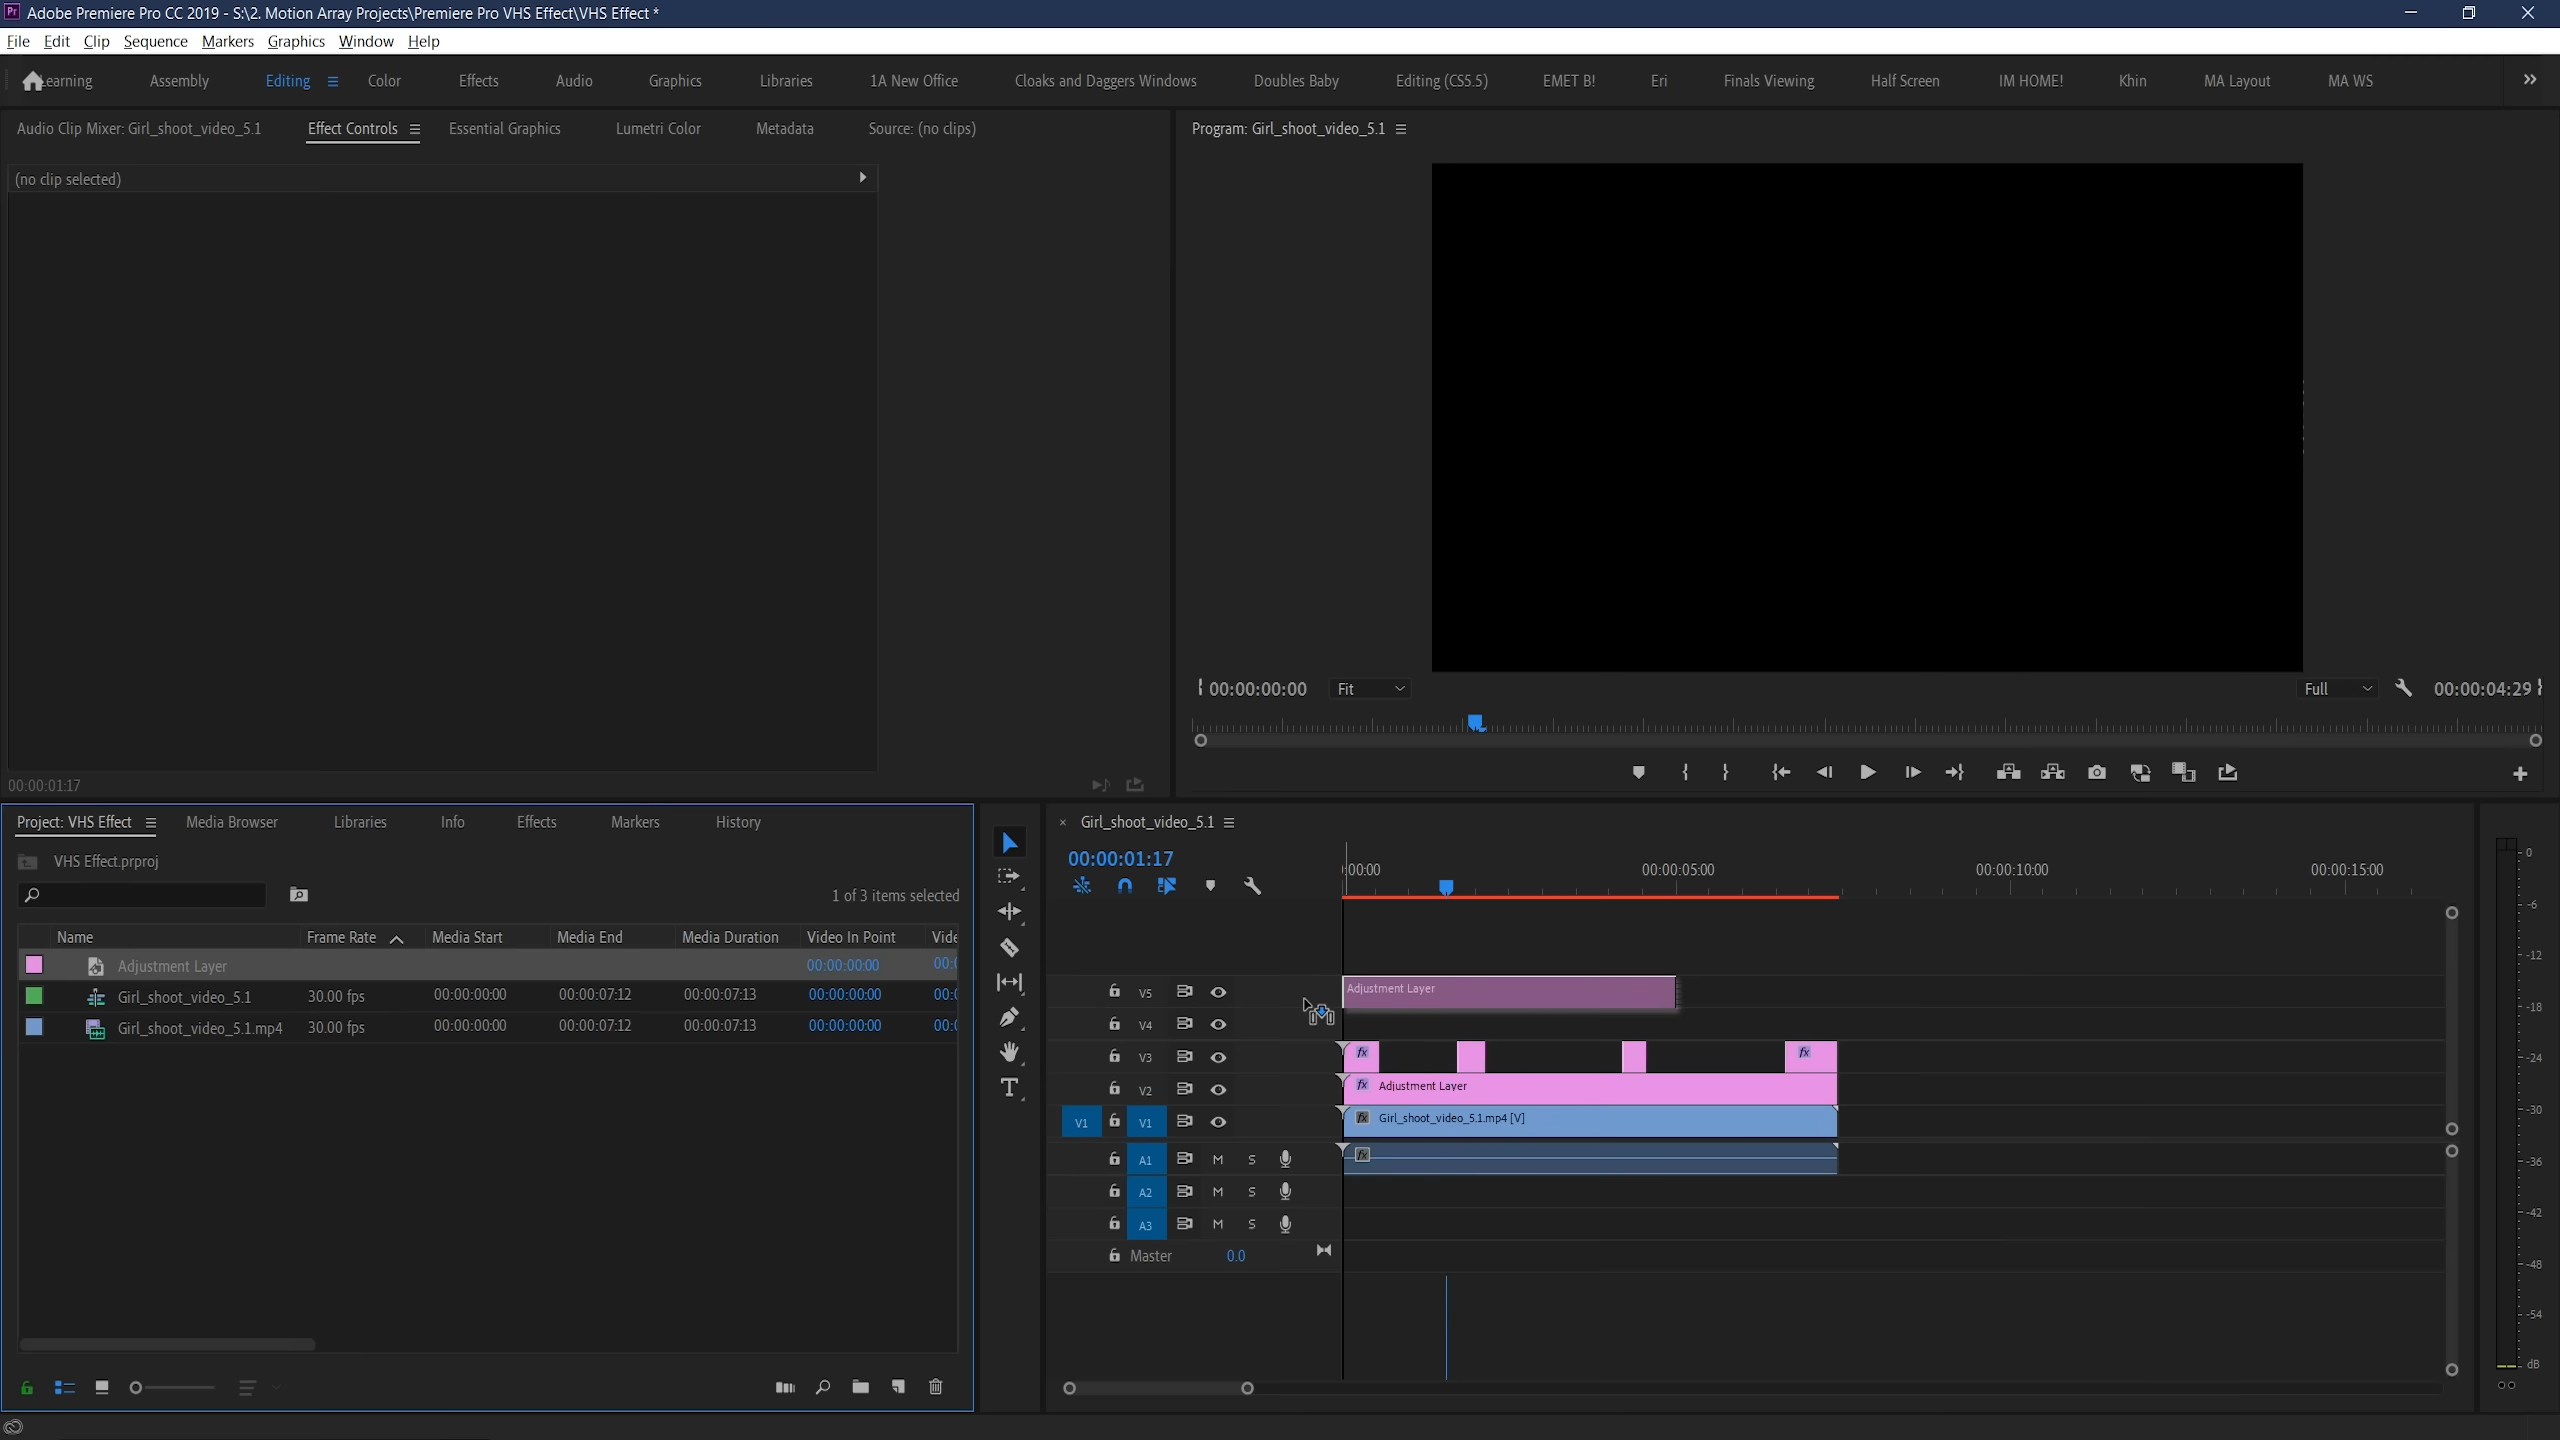 Pr Adobe Premiere Pro CC 2019 - S:\2. Motion Array Projects\Premiere Pro VHS Effect\VHS Effect *
File Edit Clip Sequence Markers Graphics Window Help
earning Assembly Editing Color Effects Audio Graphics Libraries 1A New Office Cloaks and Daggers Windows Doubles Baby Editing (CS5.5) EMET B! Eri Finals Viewing Half Screen IM HOME! Khin MA Layout MA WS
Audio Clip Mixer: Girl_shoot_video_5.1 Effect Controls Essential Graphics Lumetri Color Metadata Source: (no clips)
(no clip selected)
00:00:01:17
Program: Girl_shoot_video_5.1
00:00:00:00 Fit Full 00:00:04:29
Project: VHS Effect Media Browser Libraries Info Effects Markers History
VHS Effect.prproj
1 of 3 items selected
Name Frame Rate Media Start Media End Media Duration Video In Point Vide
Adjustment Layer 00:00:00:00 00:
Girl_shoot_video_5.1 30.00 fps 00:00:00:00 00:00:07:12 00:00:07:13 00:00:00:00 00:
Girl_shoot_video_5.1.mp4 30.00 fps 00:00:00:00 00:00:07:12 00:00:07:13 00:00:00:00 00:
T
× Girl_shoot_video_5.1
00:00:01:17
:00:00 00:00:05:00 00:00:10:00 00:00:15:00
V5 Adjustment Layer
V4
V3 fx fx
V2 fx Adjustment Layer
V1 V1 fx Girl_shoot_video_5.1.mp4 [V]
A1 M S fx
A2 M S
A3 M S
Master 0.0
0
-6
-12
-18
-24
-30
-36
-42
-48
-54
dB